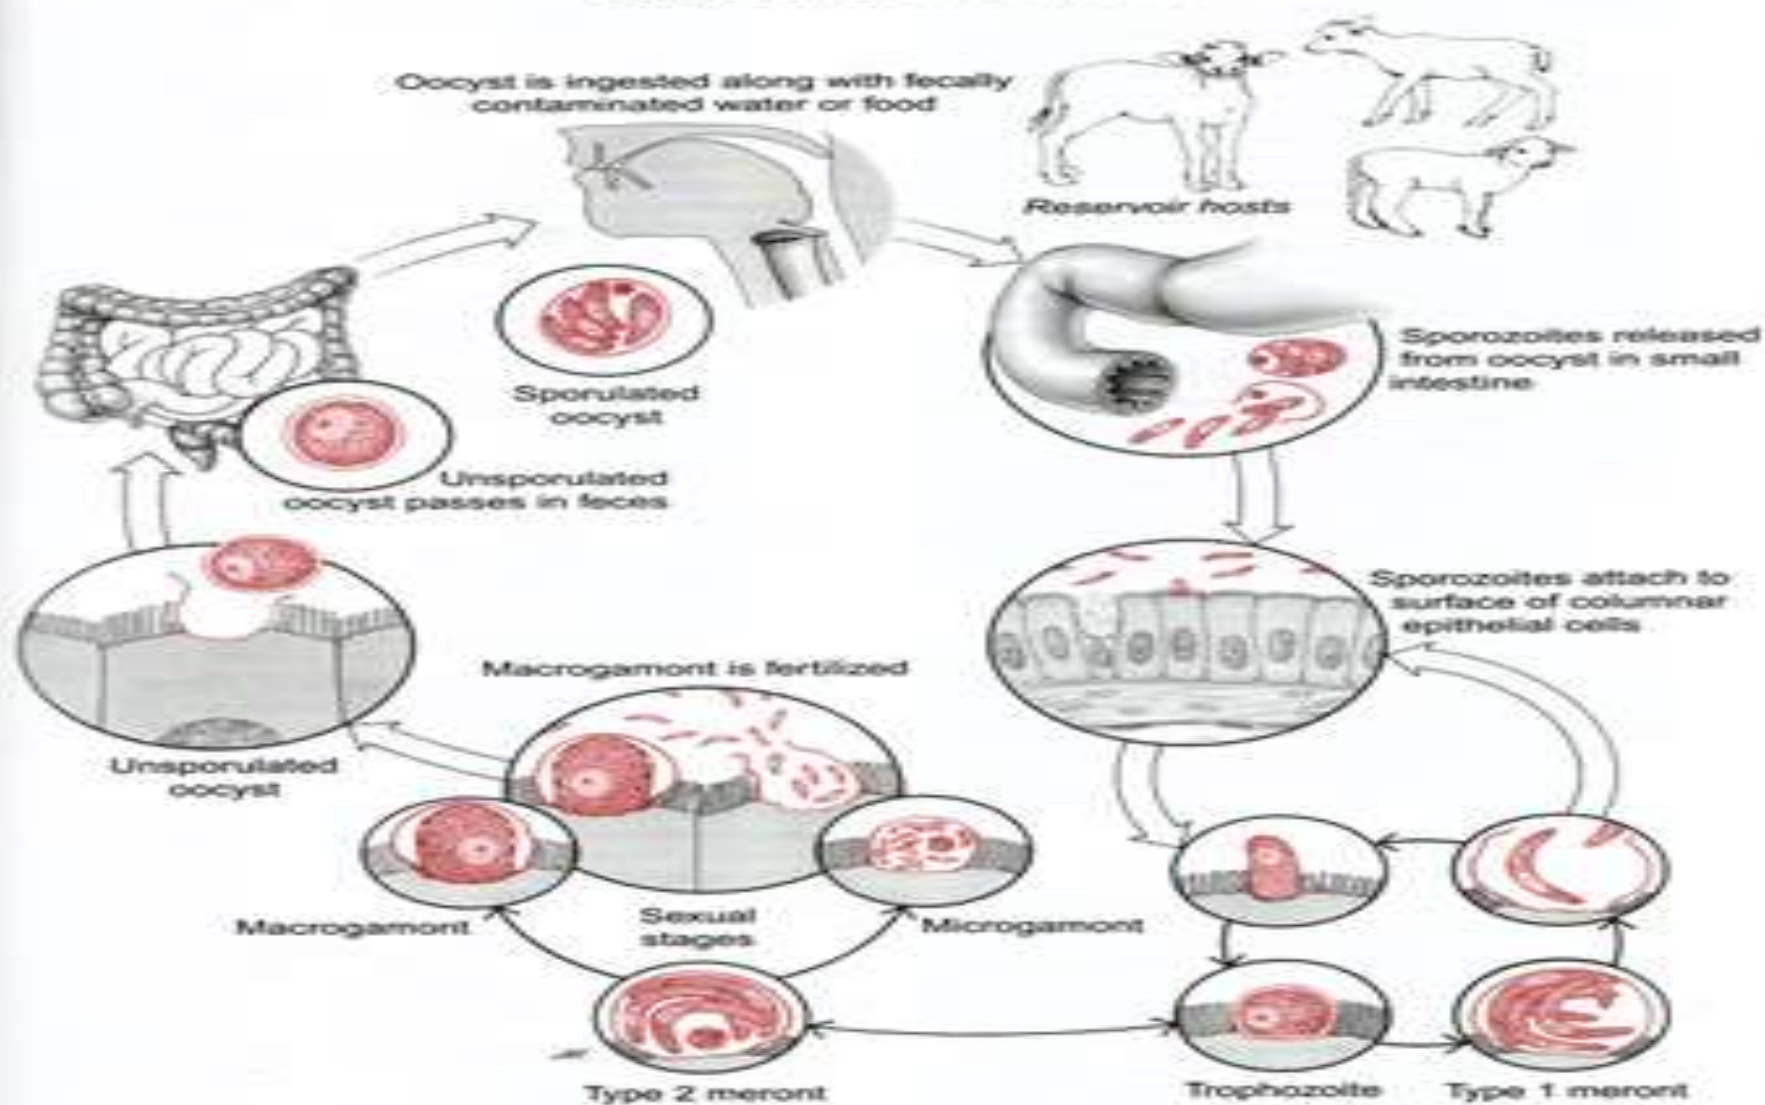 Oocyst is ingested along with fecally
contaminated water or food
Reservoir hosts
Sporulated
oocyst
Sporozoites released
from oocyst in small
intestine
Unsporulated
oocyst passes in feces
Sporozoites attach to
surface of columnar
epithelial cells
Macrogamont is fertilized
Unsporulated
oocyst
Macrogamont
Sexual
stages
Microgamont
Type 2 meront
Trophozoite
Type 1 meront